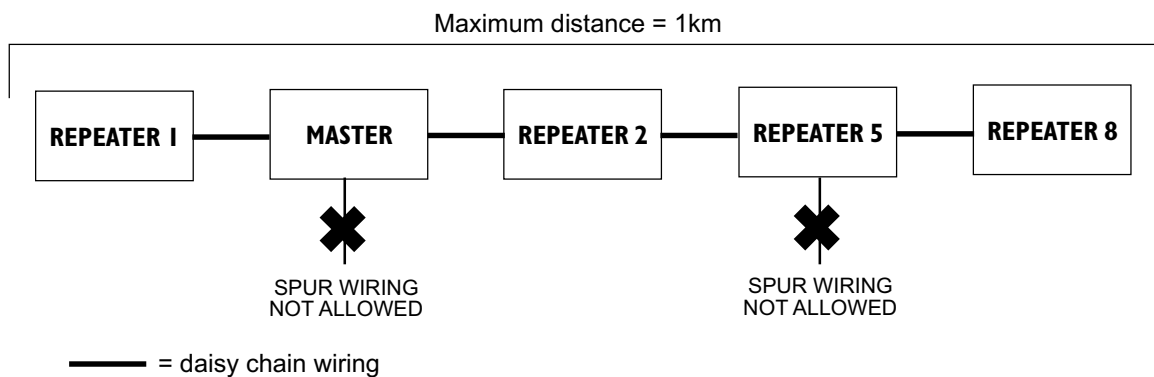 Maximum distance = 1km
REPEATER 1
MASTER
REPEATER 2
REPEATER 5
REPEATER 8
SPUR WIRING
NOT ALLOWED
SPUR WIRING
NOT ALLOWED
= daisy chain wiring